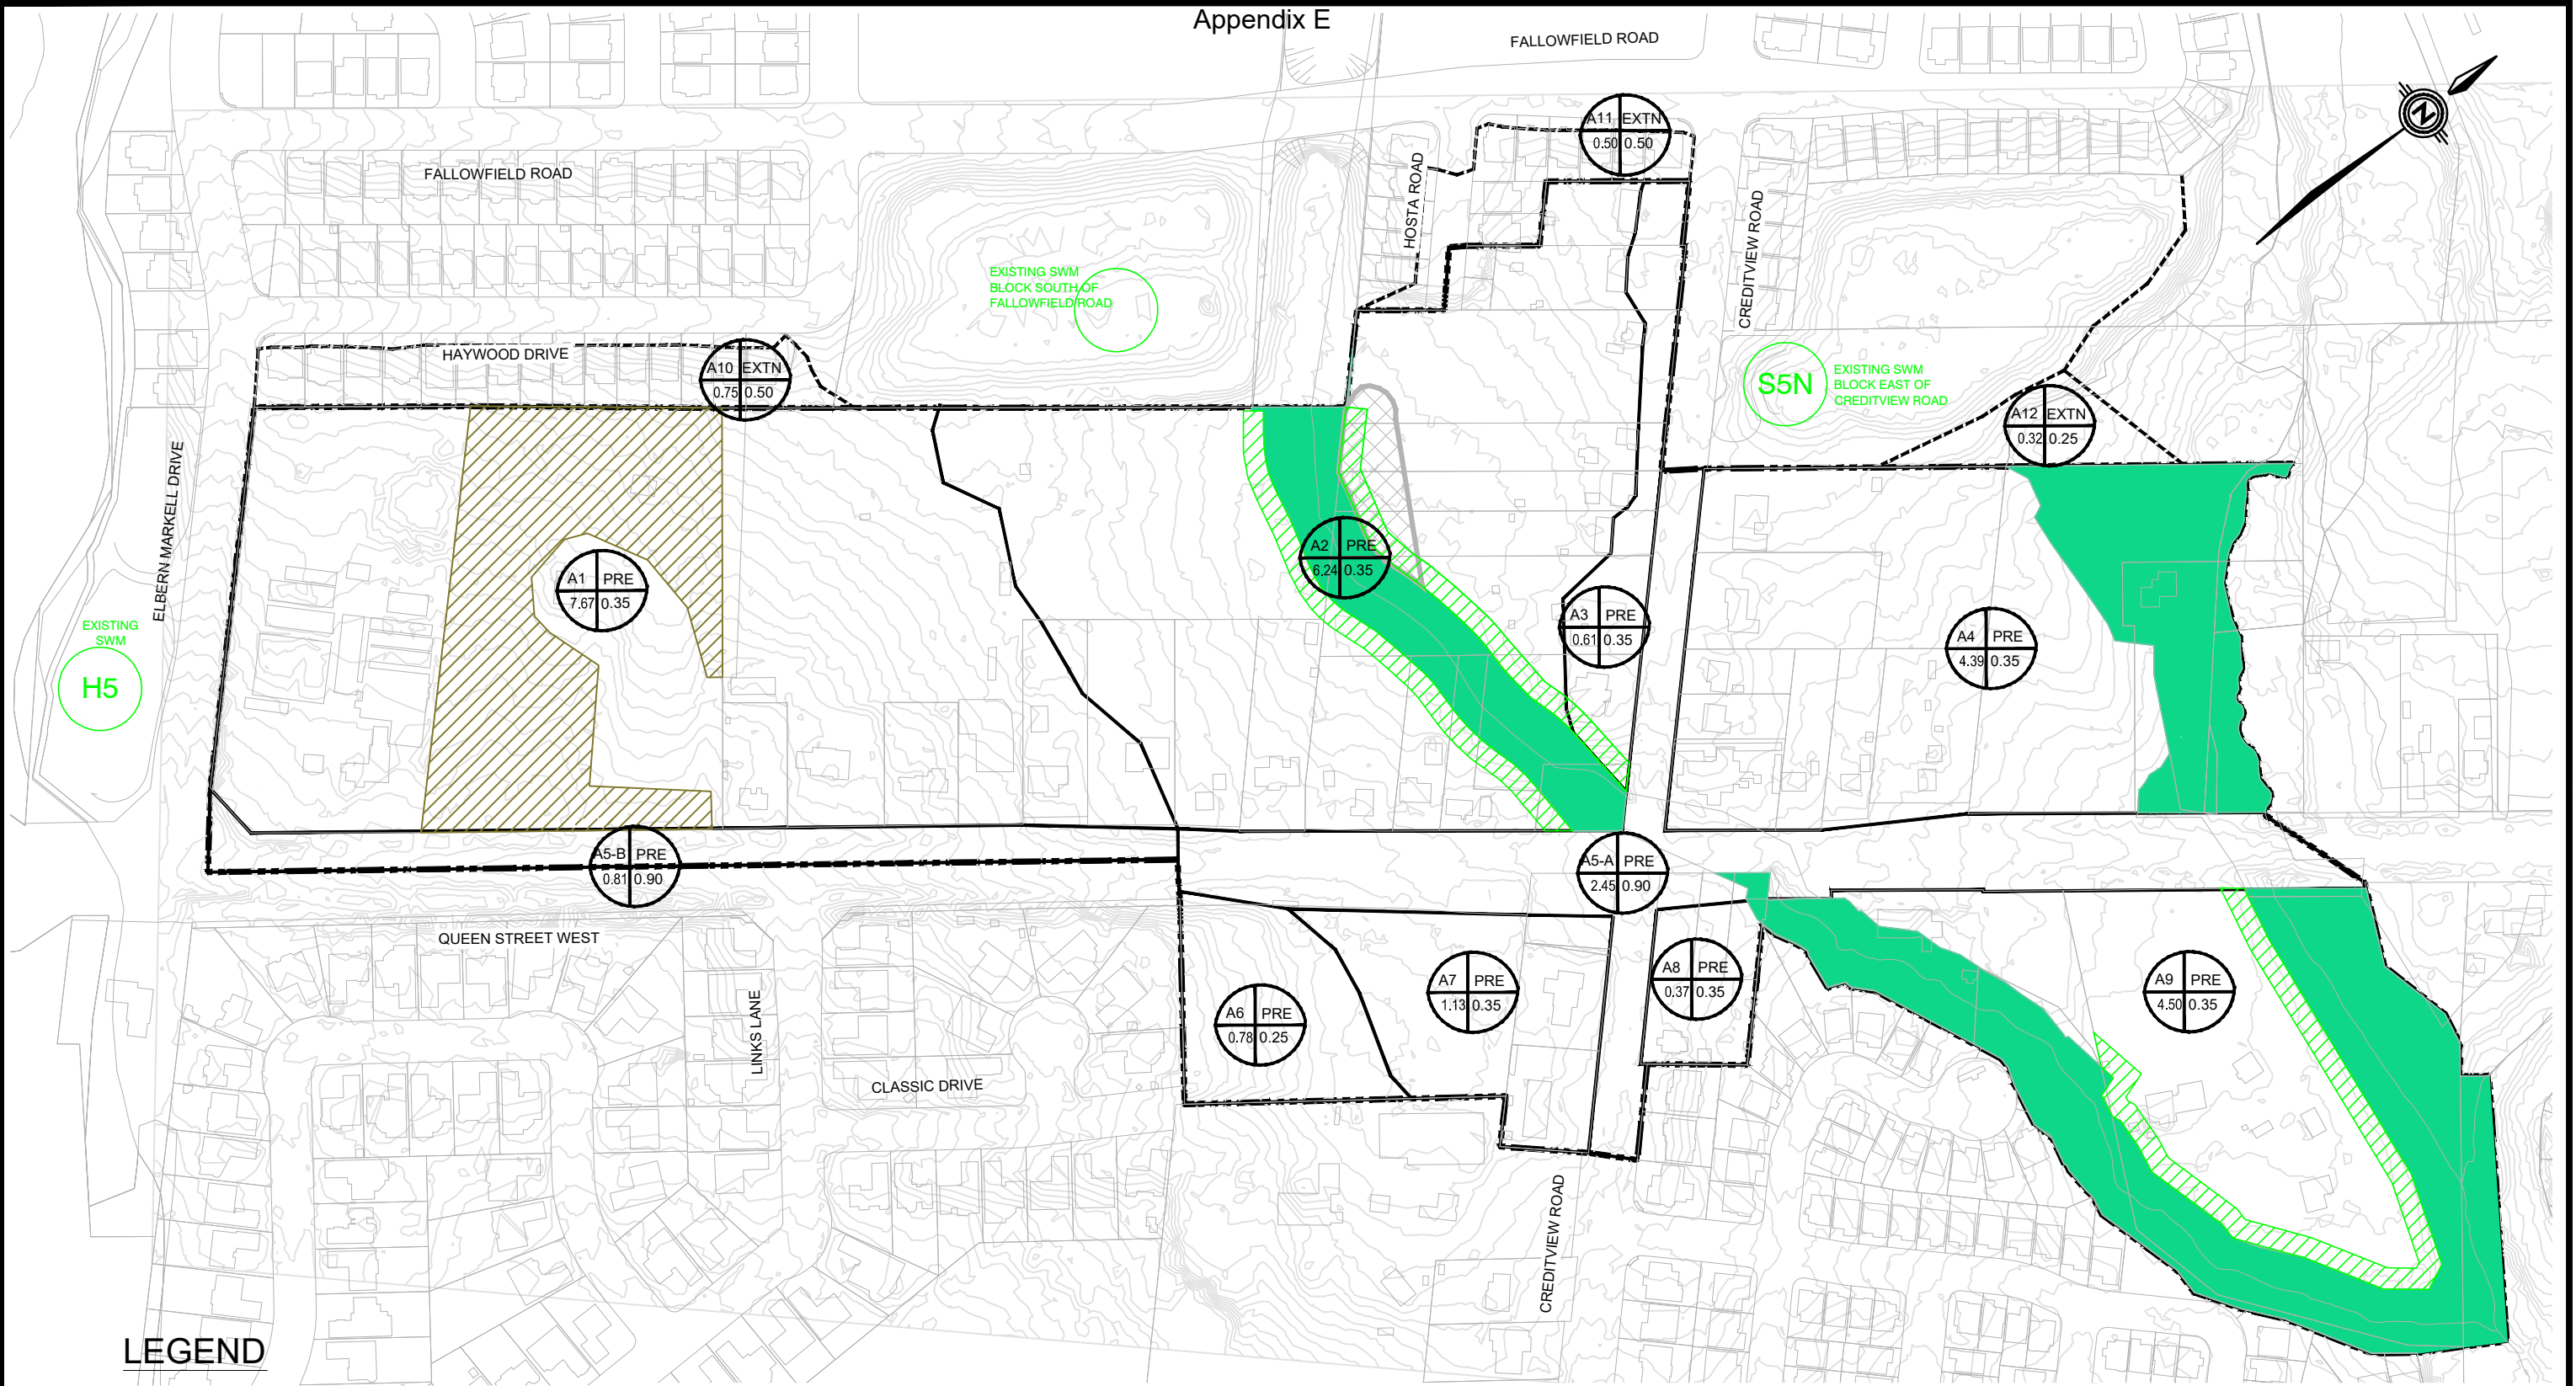 Appendix E
FALLOWFIELD ROAD
A11 EXTN
0.50 0.50
FALLOWFIELD ROAD
HOSTA ROAD
CREDITVIEW ROAD
N
EXISTING SWM
BLOCK SOUTH OF
FALLOWFIELD ROAD
HAYWOOD DRIVE
A10 EXTN
0.75 0.50
S5N
EXISTING SWM
BLOCK EAST OF
CREDITVIEW ROAD
A12 EXTN
0.32 0.25
ELBERN MARKELL DRIVE
A1 PRE
7.67 0.35
A2 PRE
6.24 0.35
A3 PRE
0.61 0.35
A4 PRE
4.39 0.35
EXISTING
SWM
H5
A5-B PRE
0.81 0.90
A5-A PRE
2.45 0.90
QUEEN STREET WEST
LINKS LANE
CLASSIC DRIVE
A6 PRE
0.78 0.25
A7 PRE
1.13 0.35
A8 PRE
0.37 0.35
A9 PRE
4.50 0.35
CREDITVIEW ROAD
LEGEND